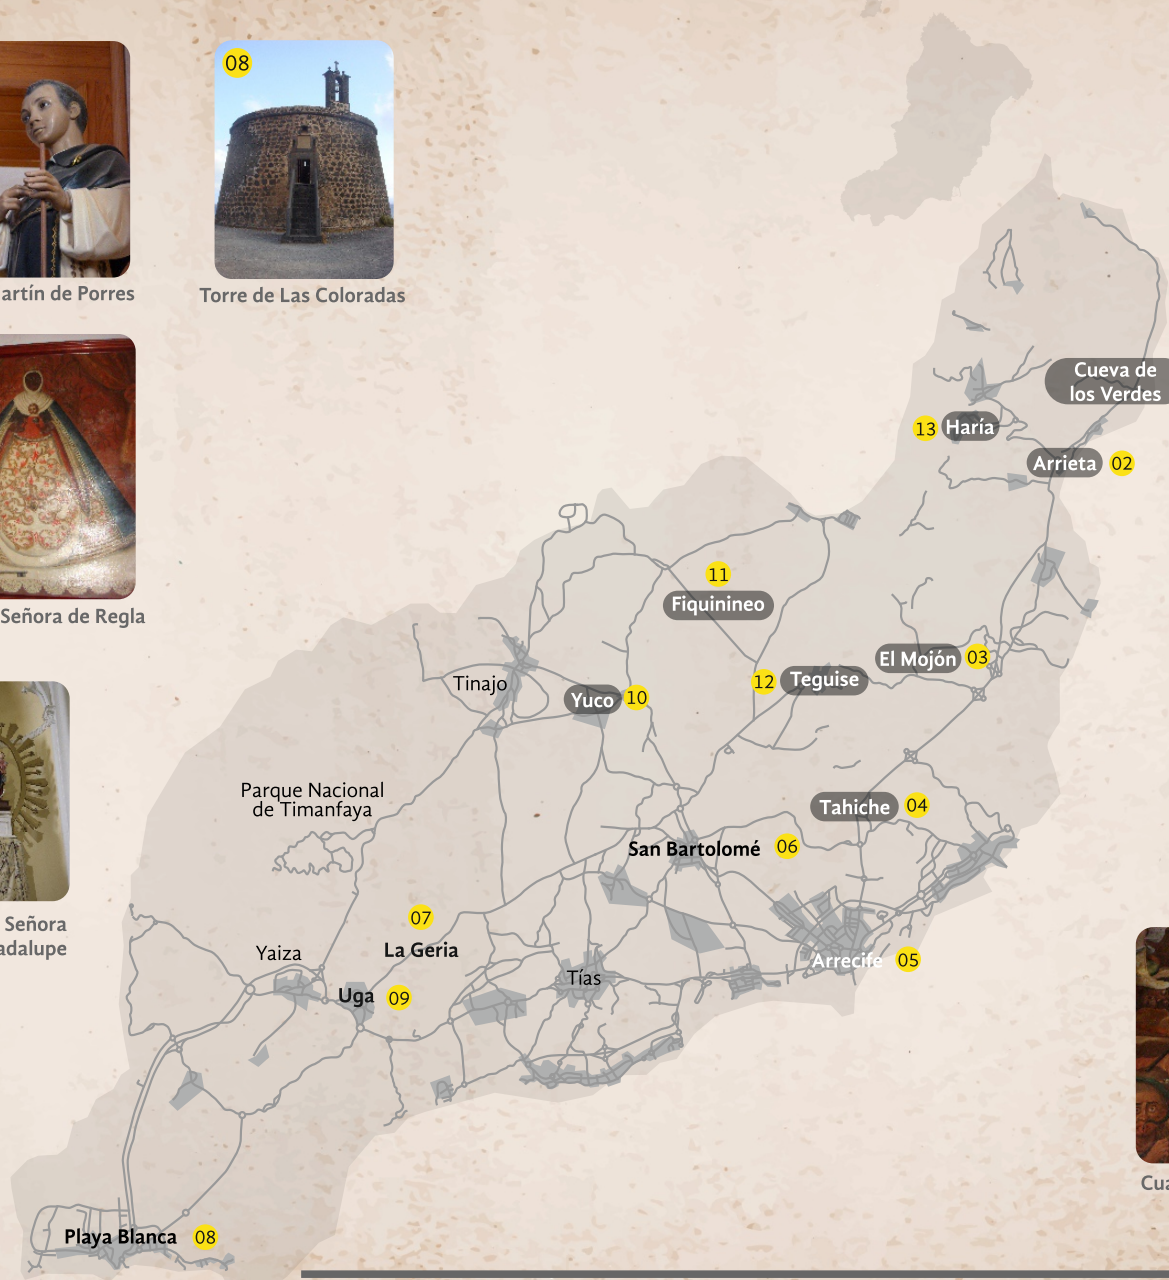 08
artín de Porres
Torre de Las Coloradas
Señora de Regla
Señora
adalupe
Cueva de
los Verdes
13 Haría
Arrieta 02
11
Fiquinineo
El Mojón 03
12 Teguise
Tinajo
Yuco 10
Parque Nacional
de Timanfaya
Tahiche 04
San Bartolomé 06
07
La Geria
Yaiza
Arrecife 05
Tías
Uga 09
Cua
Playa Blanca 08